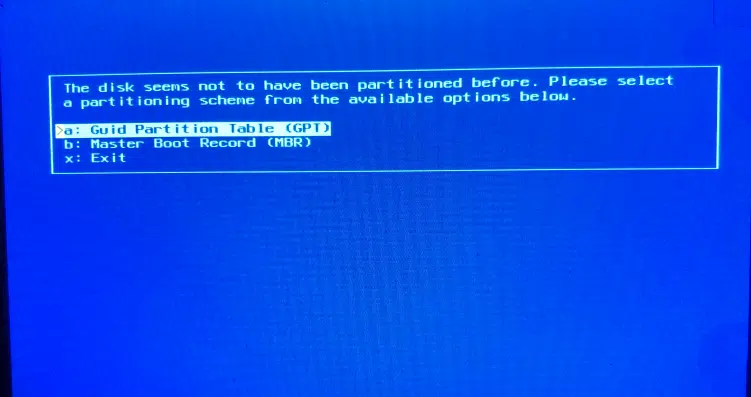 The disk seems not to have been partitioned before. Please select
a partitioning scheme from the available options below.
>a: Guid Partition Table (GPT)
b: Master Boot Record (MBR)
x: Exit